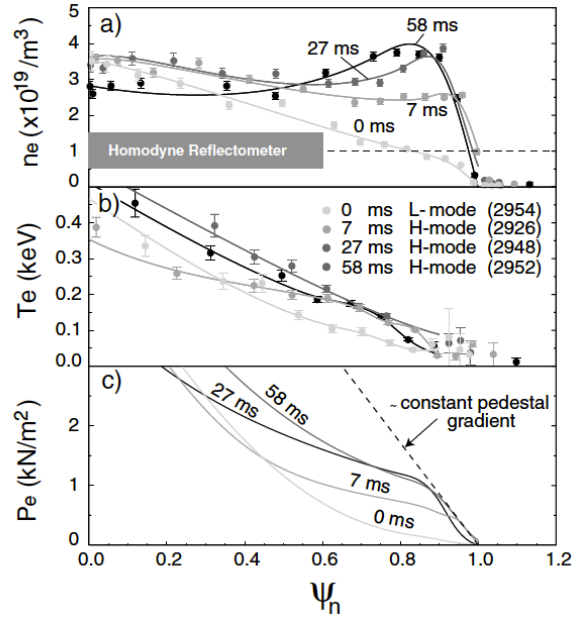 a)
58 ms
27 ms
7 ms
0 ms
Homodyne Reflectometer
nₑ (x10¹⁹/m³)
5
4
3
2
1
0
b)
0 ms L-mode (2954)
7 ms H-mode (2926)
27 ms H-mode (2948)
58 ms H-mode (2952)
Te (keV)
0.4
0.3
0.2
0.1
0.0
c)
27 ms
58 ms
7 ms
0 ms
~constant pedestal
gradient
Pₑ (kN/m²)
2
1
0
0.0 0.2 0.4 0.6 0.8 1.0 1.2
Ψₙ